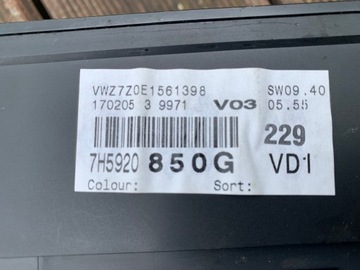 VWZ7Z0E1561398 SW09.40
170205 3 9971 V03 05.55
229
7H5920 850G VD1
Colour: Sort: